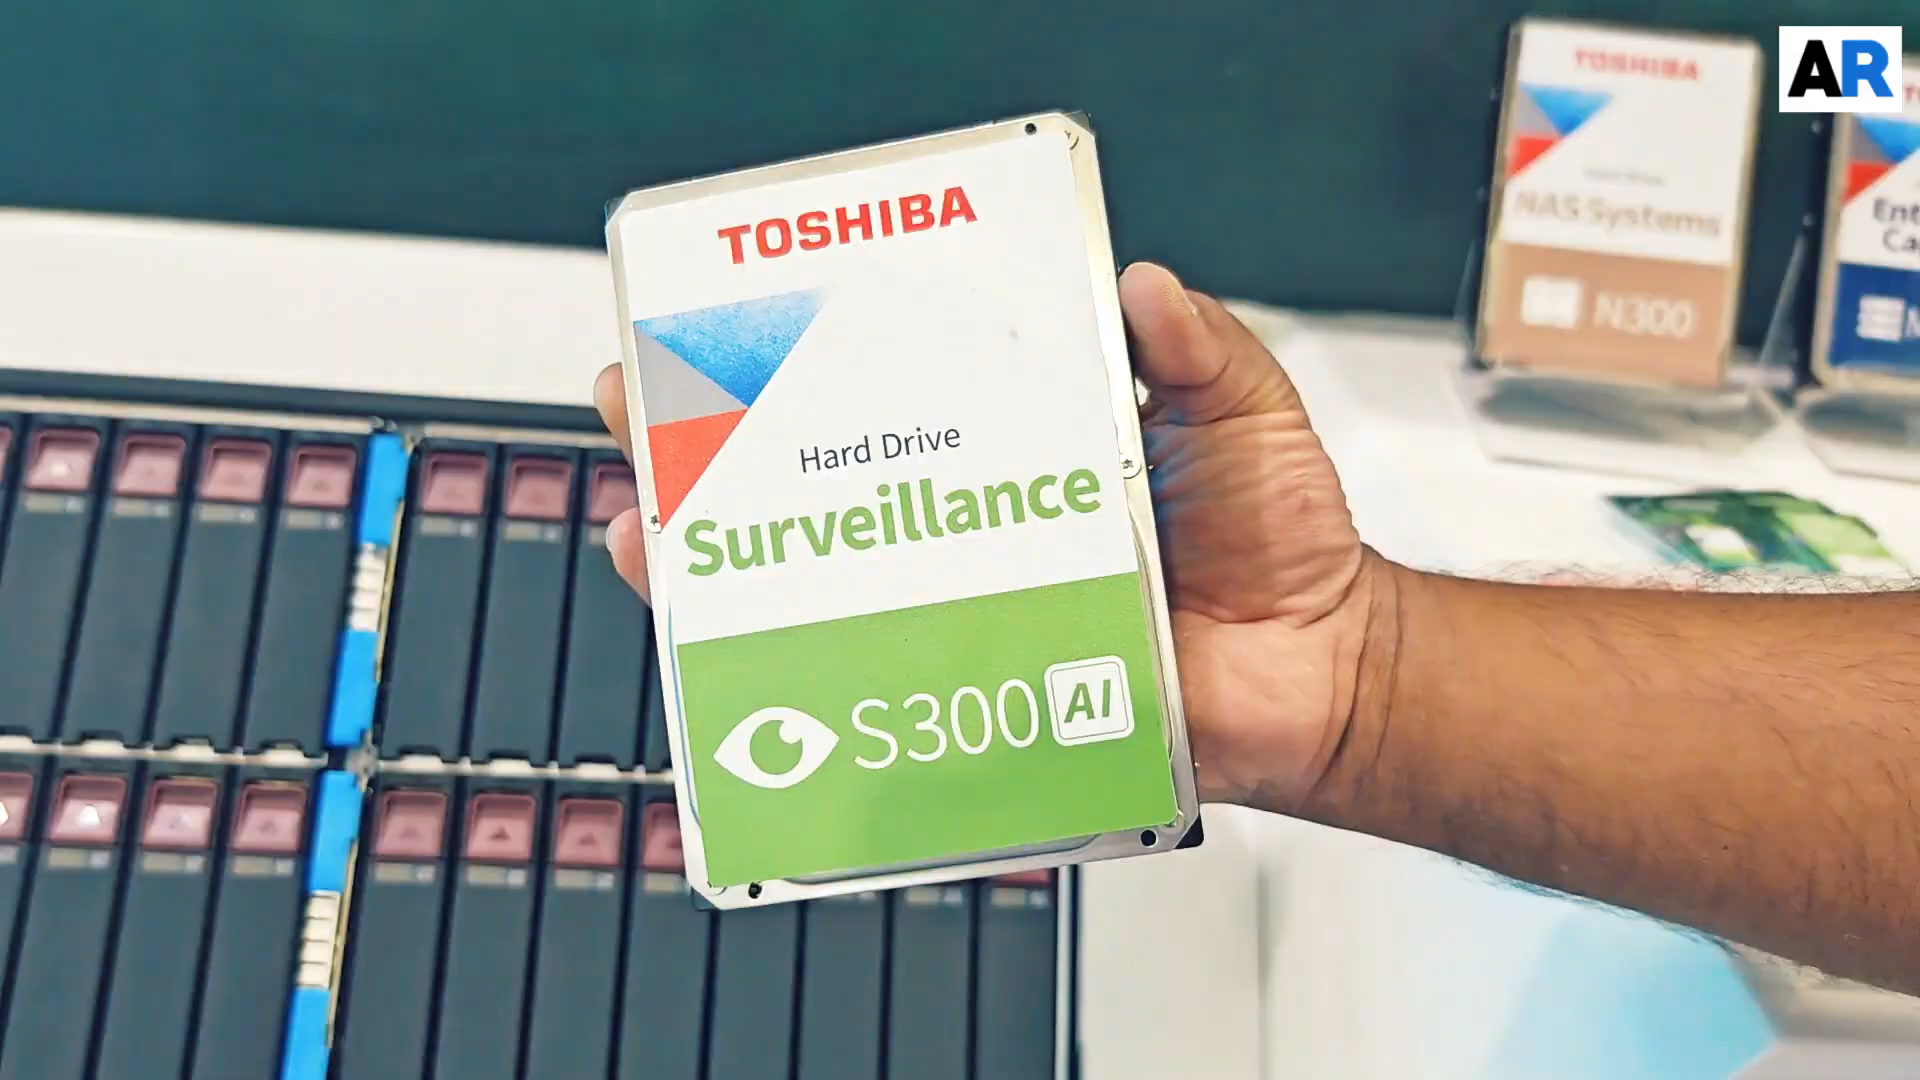 TOSHIBA
Hard Drive
Surveillance
S300 AI
TOSHIBA
NAS Systems
N300
AR